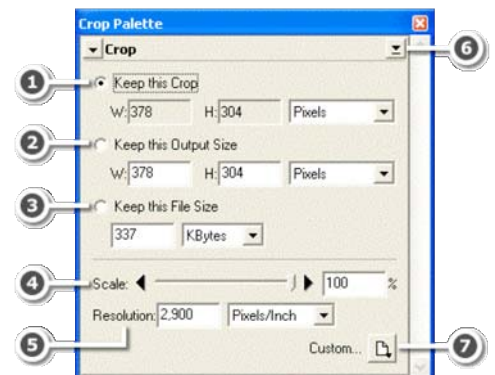 Crop Palette
Crop
6
1
Keep this Crop
W: 378 H: 304 Pixels
2
Keep this Output Size
W: 378 H: 304 Pixels
3
Keep this File Size
337 KBytes
4
Scale: 100 %
Resolution: 2,900 Pixels/Inch
5
Custom...
7